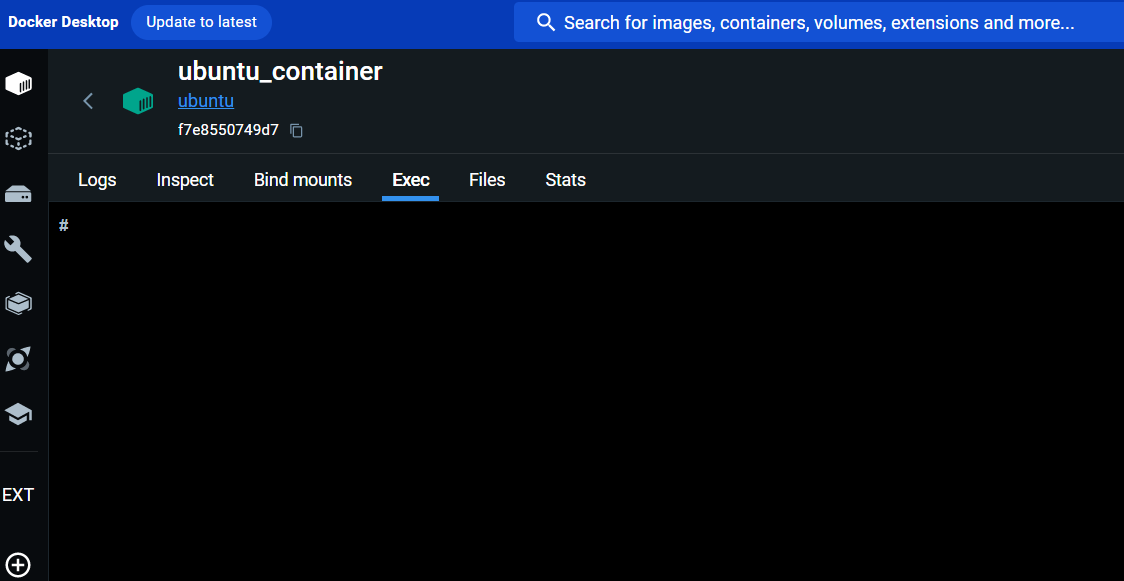 Docker Desktop Update to latest Search for images, containers, volumes, extensions and more...
ubuntu_container
ubuntu
f7e8550749d7
Logs Inspect Bind mounts Exec Files Stats
#
EXT